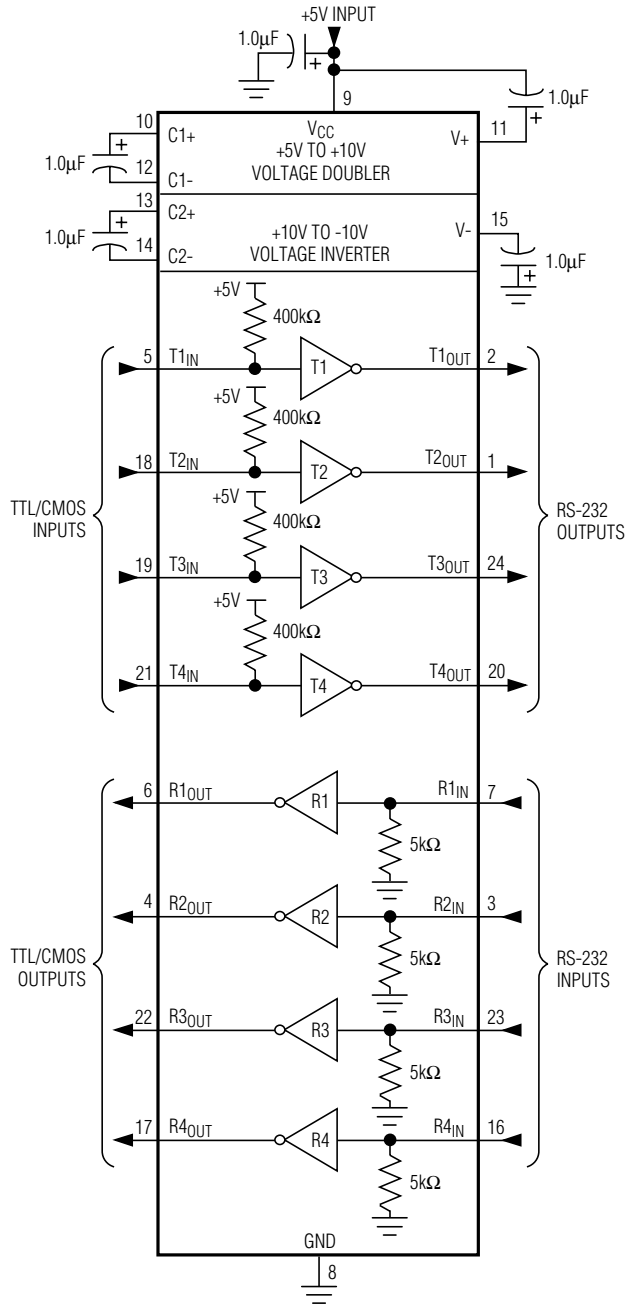 +5V INPUT
1.0µF
+
9
1.0µF
+
10
C1+
VCC
+5V TO +10V
VOLTAGE DOUBLER
V+
11
1.0µF
+
12
C1-
13
C2+
+10V TO -10V
VOLTAGE INVERTER
V-
15
1.0µF
+
14
C2-
1.0µF
+
+5V
400kΩ
5
T1IN
T1
T1OUT
2
+5V
400kΩ
18
T2IN
T2
T2OUT
1
TTL/CMOS
INPUTS
RS-232
OUTPUTS
+5V
400kΩ
19
T3IN
T3
T3OUT
24
+5V
400kΩ
21
T4IN
T4
T4OUT
20
6
R1OUT
R1
R1IN
7
5kΩ
4
R2OUT
R2
R2IN
3
5kΩ
TTL/CMOS
OUTPUTS
RS-232
INPUTS
22
R3OUT
R3
R3IN
23
5kΩ
17
R4OUT
R4
R4IN
16
5kΩ
GND
8